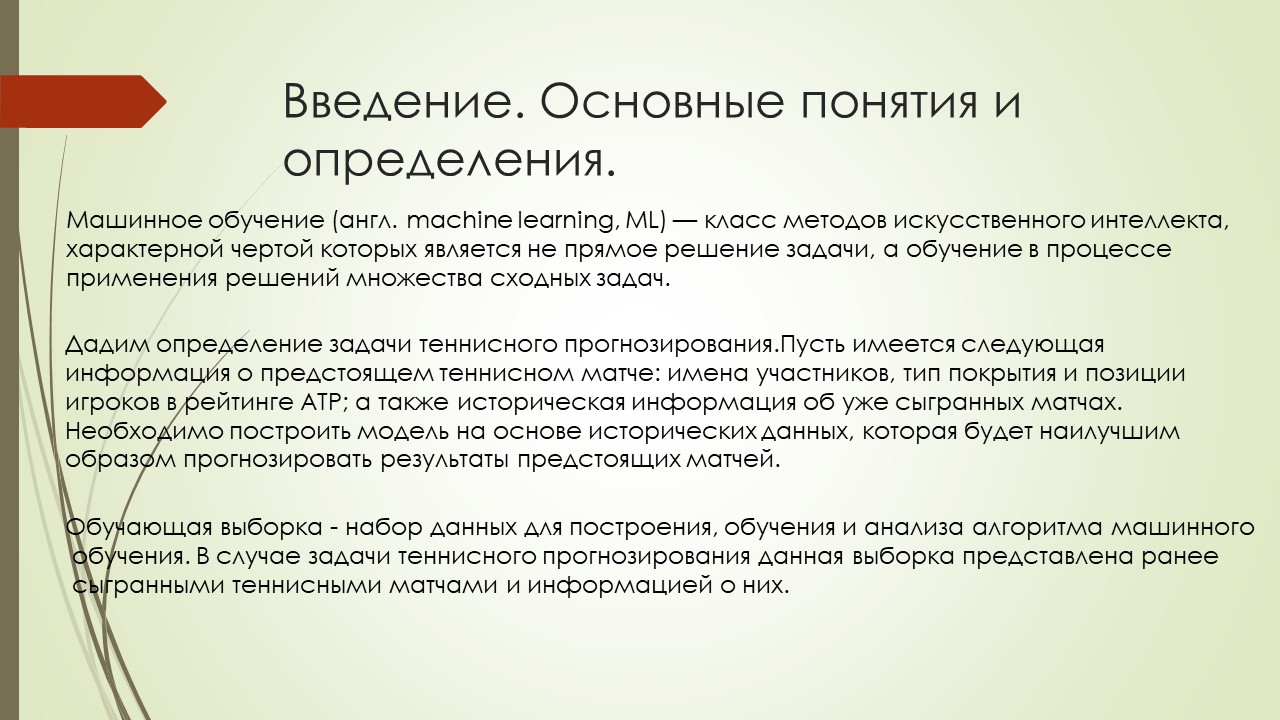 Введение. Основные понятия и
определения.
Машинное обучение (англ. machine learning, ML) — класс методов искусственного интеллекта,
характерной чертой которых является не прямое решение задачи, а обучение в процессе
применения решений множества сходных задач.
Дадим определение задачи теннисного прогнозирования.Пусть имеется следующая
информация о предстоящем теннисном матче: имена участников, тип покрытия и позиции
игроков в рейтинге ATP; а также историческая информация об уже сыгранных матчах.
Необходимо построить модель на основе исторических данных, которая будет наилучшим
образом прогнозировать результаты предстоящих матчей.
Обучающая выборка - набор данных для построения, обучения и анализа алгоритма машинного
обучения. В случае задачи теннисного прогнозирования данная выборка представлена ранее
сыгранными теннисными матчами и информацией о них.